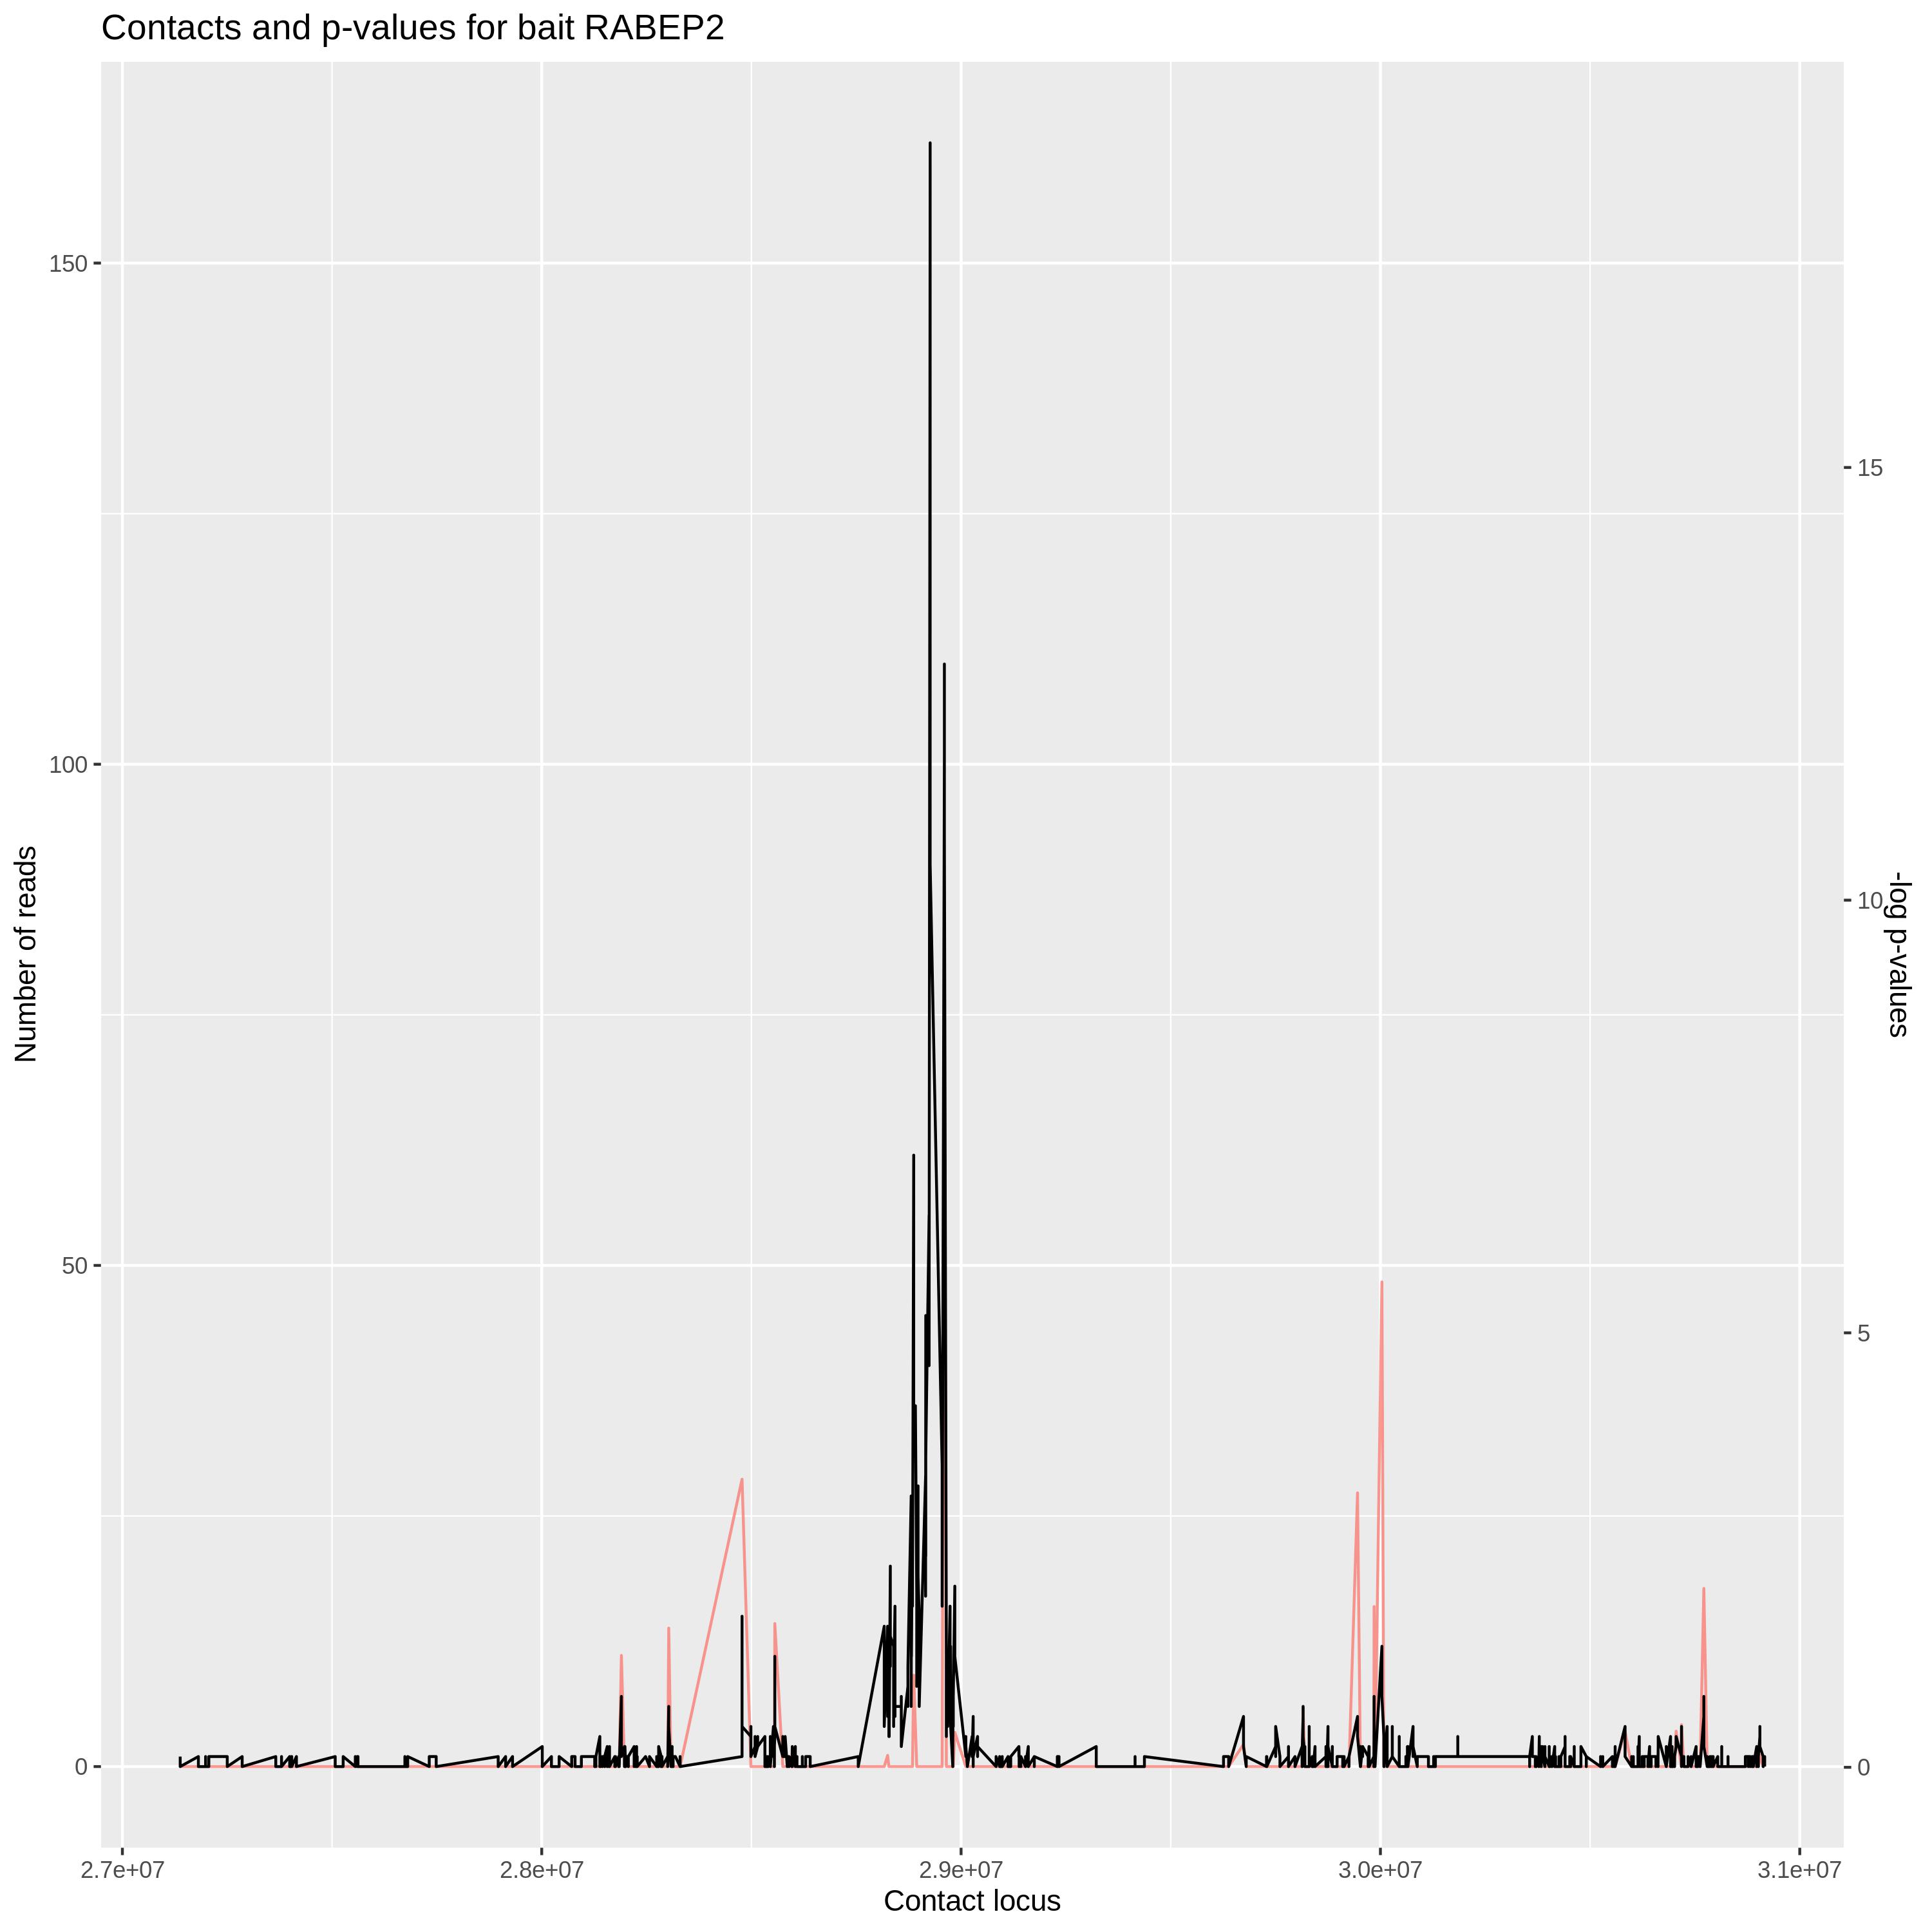 Contacts and p-values for bait RABEP2
Number of reads
150
100
50
0
15
10
5
0
-log p-values
2.7e+07
2.8e+07
2.9e+07
3.0e+07
3.1e+07
Contact locus